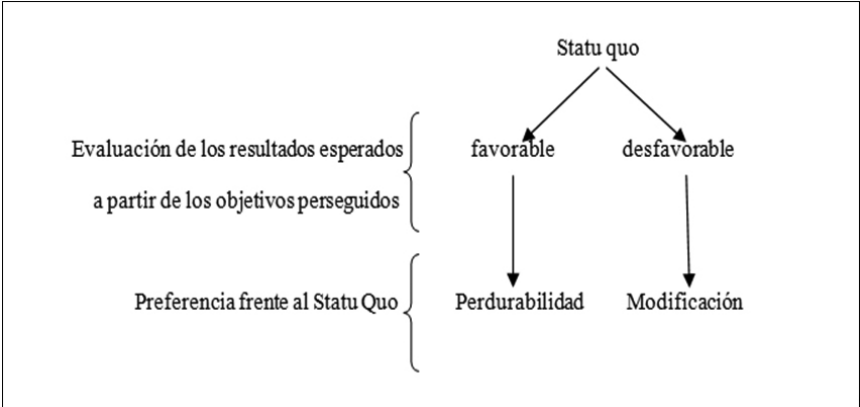 Statu quo
Evaluación de los resultados esperados
a partir de los objetivos perseguidos
favorable
desfavorable
Preferencia frente al Statu Quo
Perdurabilidad
Modificación